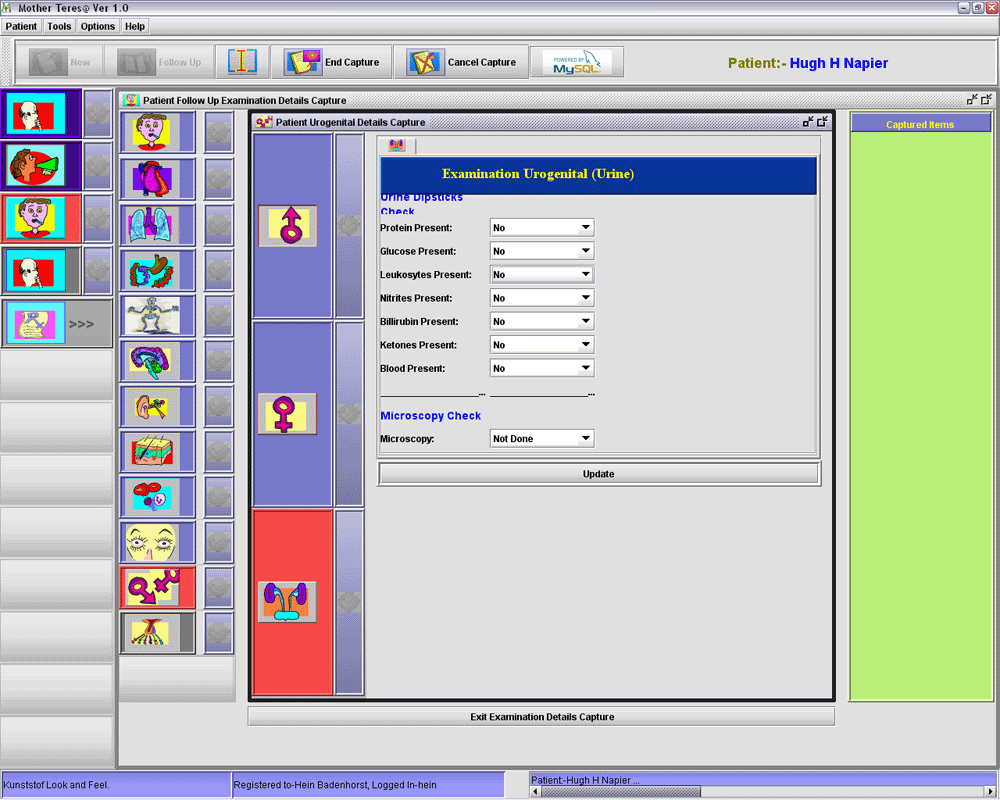 Mother Teres@ Ver 1.0
Patient Tools Options Help
New Follow Up End Capture Cancel Capture POWERED BY MySQL Patient:- Hugh H Napier
Patient Follow Up Examination Details Capture
Patient Urogenital Details Capture
Captured Items
Examination Urogenital (Urine)
Urine Dipsticks
Check
Protein Present: No
Glucose Present: No
Leukosytes Present: No
Nitrites Present: No
Billirubin Present: No
Ketones Present: No
Blood Present: No
____________________... ____________________...
Microscopy Check
Microscopy: Not Done
>>>
Update
Exit Examination Details Capture
Kunststof Look and Feel. Registered to-Hein Badenhorst, Logged In-hein Patient:-Hugh H Napier ...